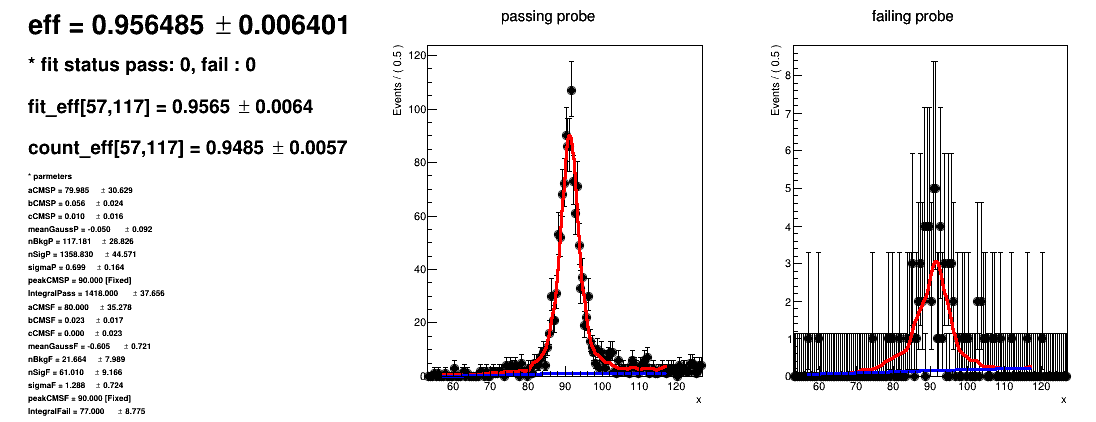 eff = 0.956485 ± 0.006401
* fit status pass: 0, fail : 0
fit_eff[57,117] = 0.9565 ± 0.0064
count_eff[57,117] = 0.9485 ± 0.0057
* parmeters
aCMSP = 79.985 ± 30.629
bCMSP = 0.056 ± 0.024
cCMSP = 0.010 ± 0.016
meanGaussP = -0.050 ± 0.092
nBkgP = 117.181 ± 28.826
nSigP = 1358.830 ± 44.571
sigmaP = 0.699 ± 0.164
peakCMSP = 90.000 [Fixed]
IntegralPass = 1418.000 ± 37.656
aCMSF = 80.000 ± 35.278
bCMSF = 0.023 ± 0.017
cCMSF = 0.000 ± 0.023
meanGaussF = -0.605 ± 0.721
nBkgF = 21.664 ± 7.989
nSigF = 61.010 ± 9.166
sigmaF = 1.288 ± 0.724
peakCMSF = 90.000 [Fixed]
IntegralFail = 77.000 ± 8.775
passing probe
Events / ( 0.5 )
120
100
80
60
40
20
0
60 70 80 90 100 110 120
x
failing probe
Events / ( 0.5 )
8
7
6
5
4
3
2
1
0
60 70 80 90 100 110 120
x